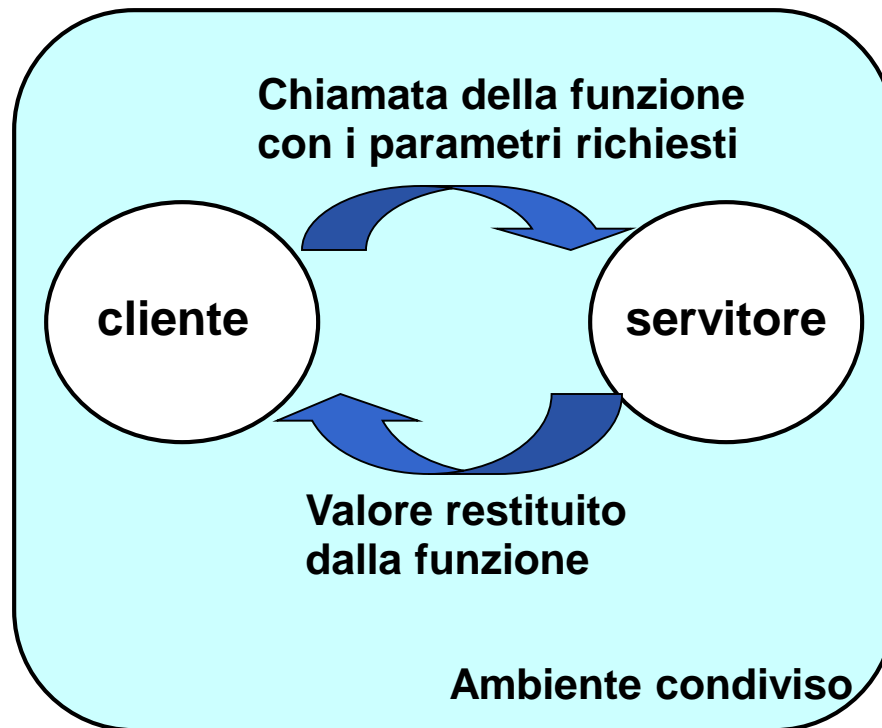 Chiamata della funzione
con i parametri richiesti
cliente
servitore
Valore restituito
dalla funzione
Ambiente condiviso